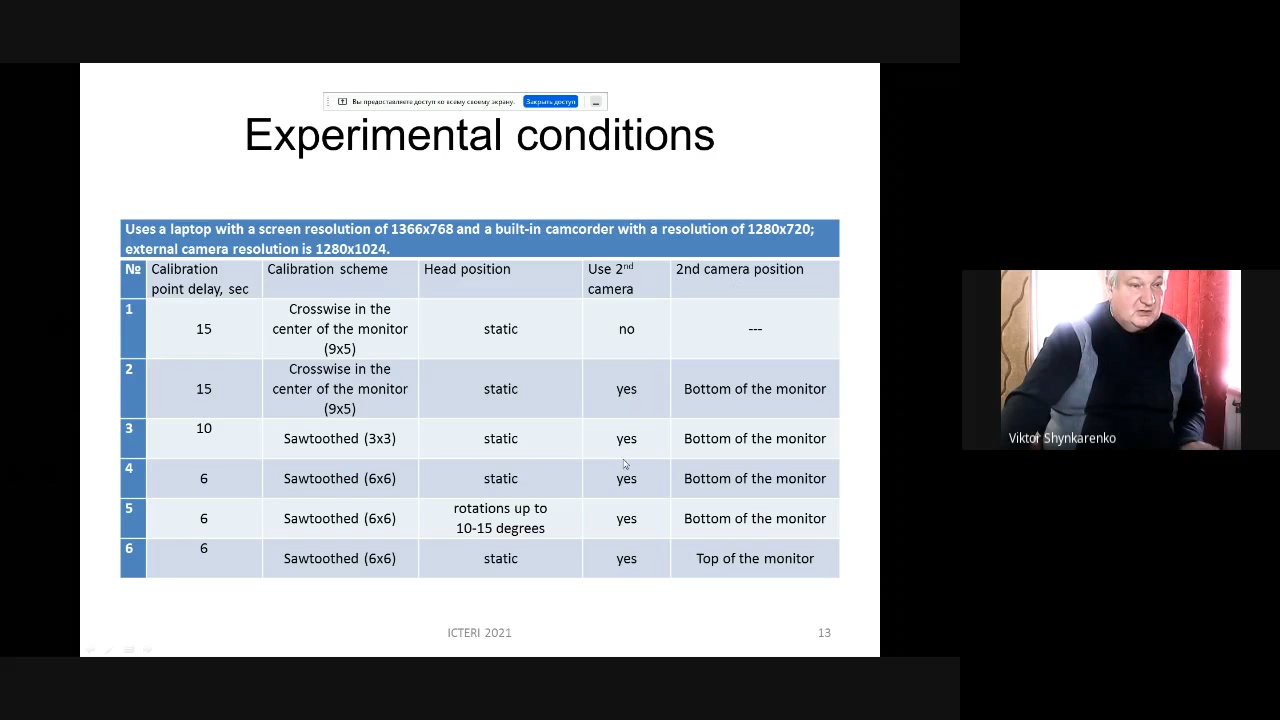 Вы предоставляете доступ ко всему своему экрану. Закрыть доступ
Experimental conditions
Uses a laptop with a screen resolution of 1366x768 and a built-in camcorder with a resolution of 1280x720;
external camera resolution is 1280x1024.
№ Calibration point delay, sec Calibration scheme Head position Use 2nd camera 2nd camera position
1 15 Crosswise in the center of the monitor (9x5) static no ---
2 15 Crosswise in the center of the monitor (9x5) static yes Bottom of the monitor
3 10 Sawtoothed (3x3) static yes Bottom of the monitor
4 6 Sawtoothed (6x6) static yes Bottom of the monitor
5 6 Sawtoothed (6x6) rotations up to 10-15 degrees yes Bottom of the monitor
6 6 Sawtoothed (6x6) static yes Top of the monitor
ICTERI 2021 13
Viktor Shynkarenko